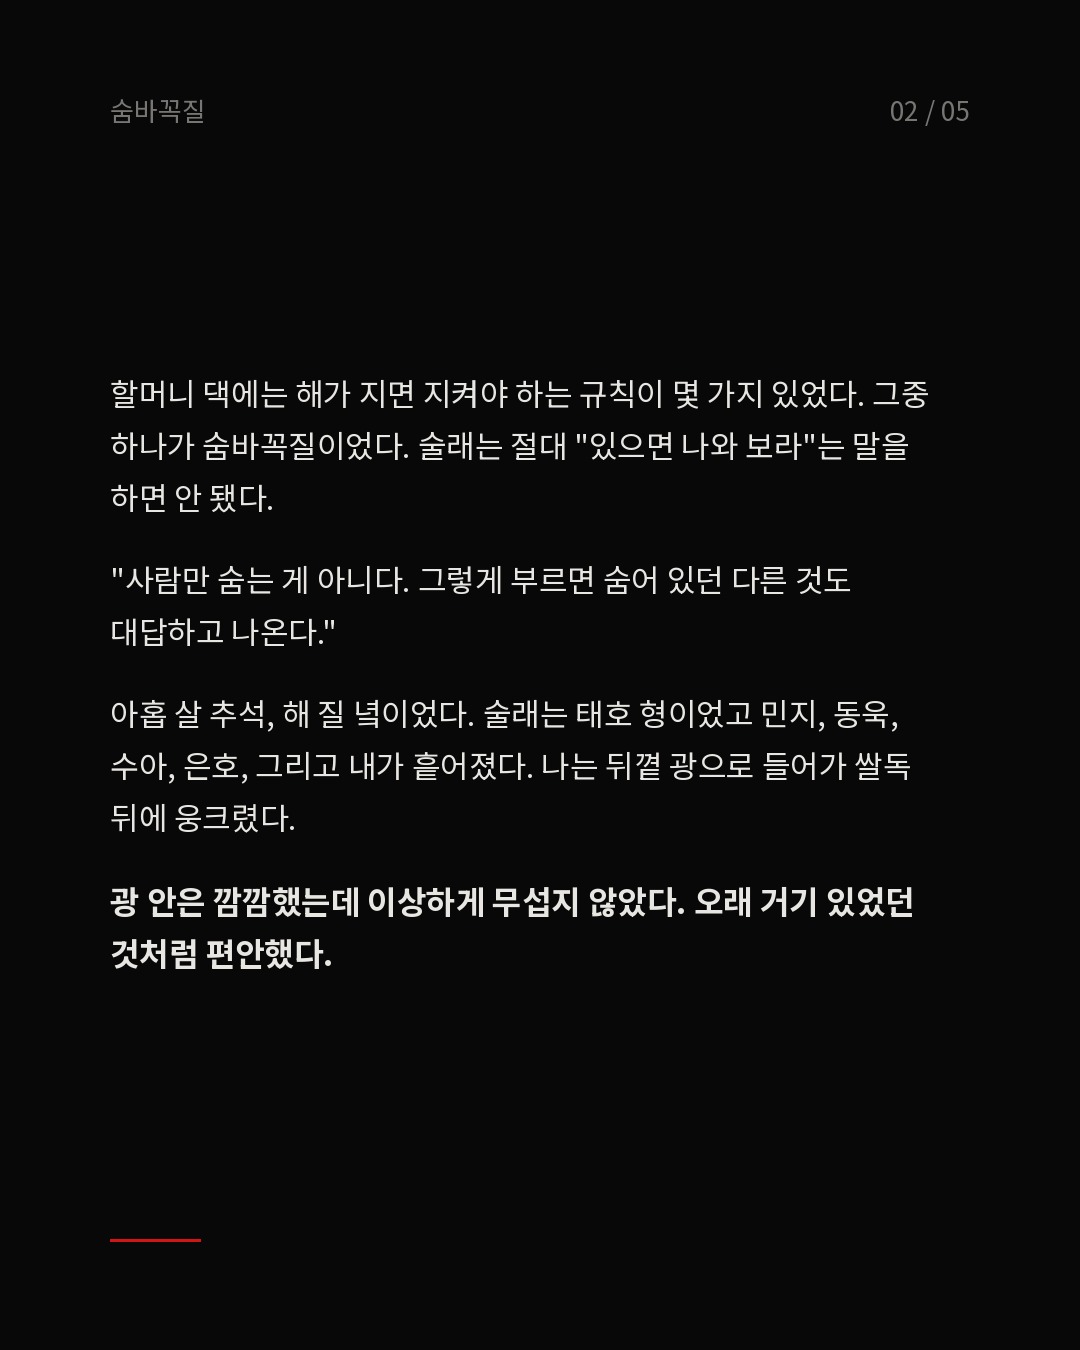 숨바꼭질
02 / 05
할머니 댁에는 해가 지면 지켜야 하는 규칙이 몇 가지 있었다. 그중
하나가 숨바꼭질이었다. 술래는 절대 "있으면 나와 보라"는 말을
하면 안 됐다.
"사람만 숨는 게 아니다. 그렇게 부르면 숨어 있던 다른 것도
대답하고 나온다."
아홉 살 추석, 해 질 녘이었다. 술래는 태호 형이었고 민지, 동욱,
수아, 은호, 그리고 내가 흩어졌다. 나는 뒤꼍 광으로 들어가 쌀독
뒤에 웅크렸다.
광 안은 깜깜했는데 이상하게 무섭지 않았다. 오래 거기 있었던
것처럼 편안했다.